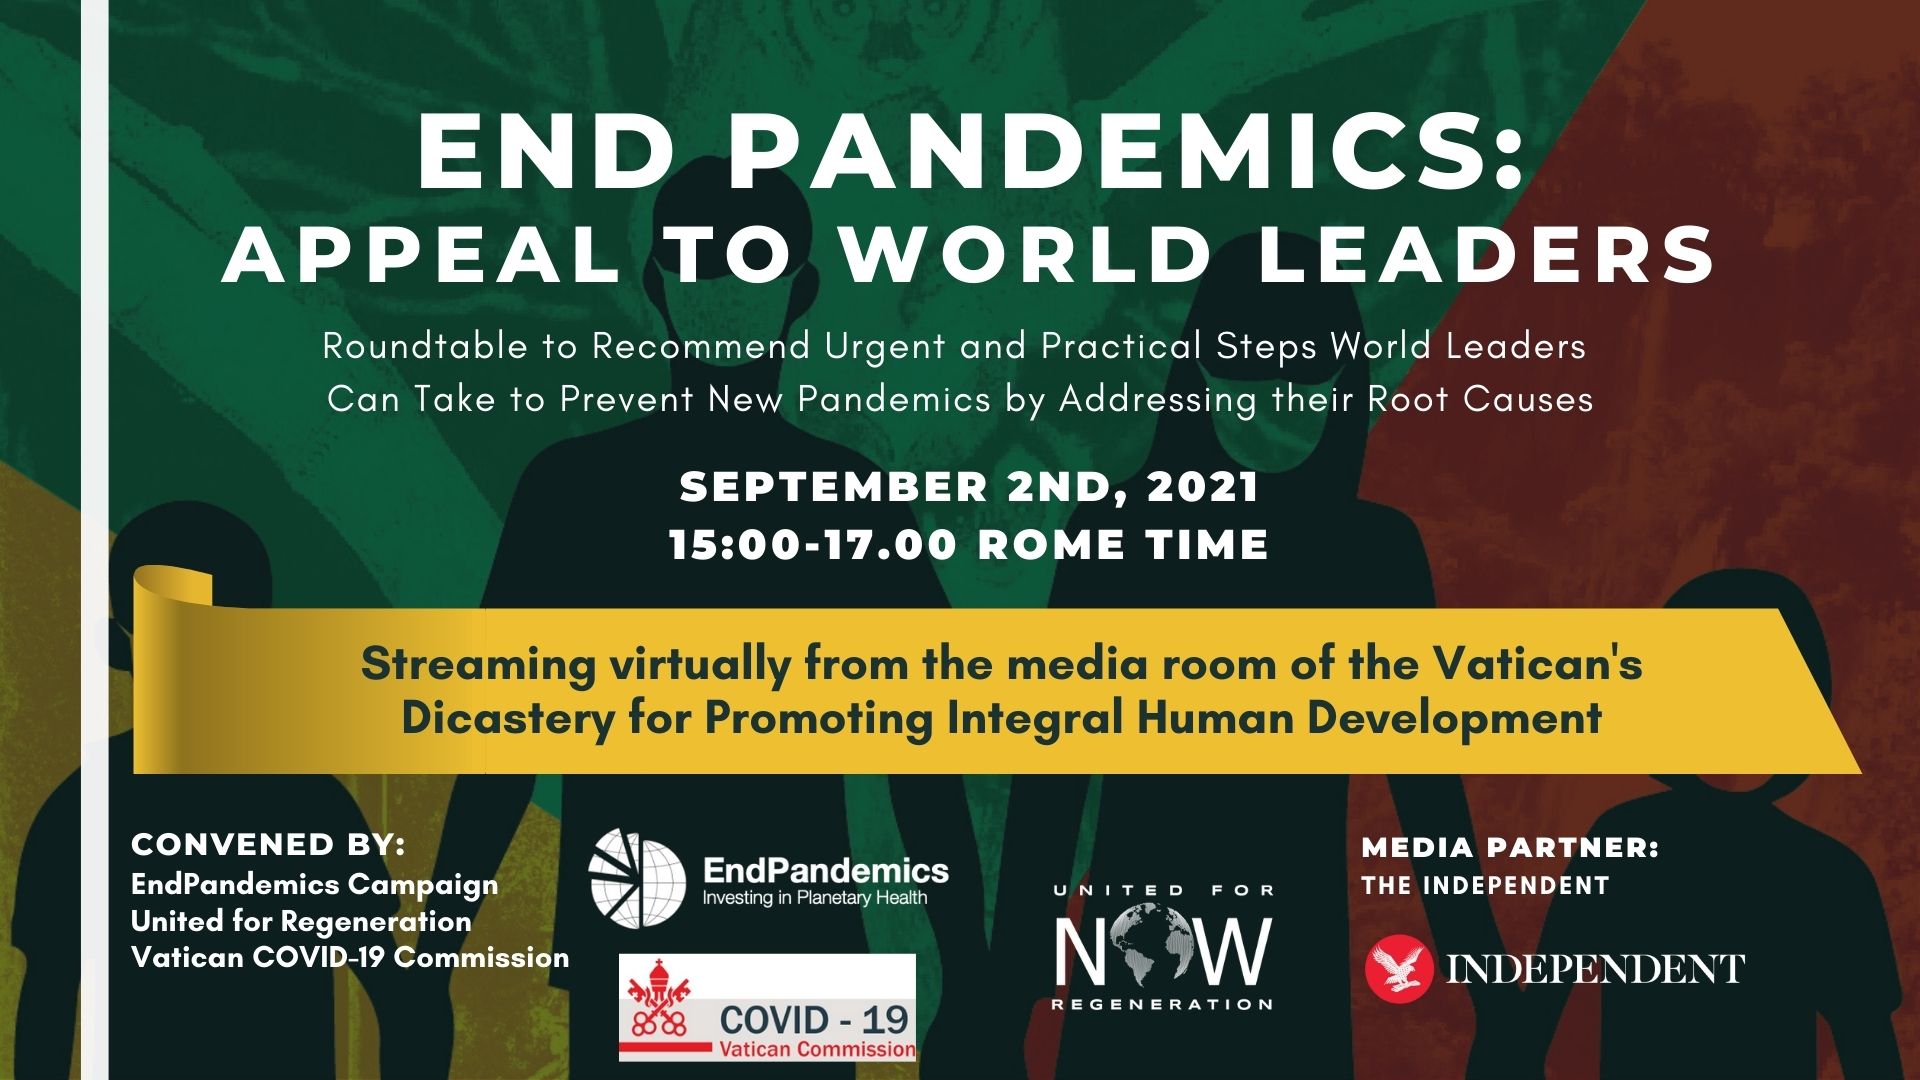 END PANDEMICS:
APPEAL TO WORLD LEADERS
Roundtable to Recommend Urgent and Practical Steps World Leaders
Can Take to Prevent New Pandemics by Addressing their Root Causes
SEPTEMBER 2ND, 2021
15:00-17.00 ROME TIME
Streaming virtually from the media room of the Vatican's
Dicastery for Promoting Integral Human Development
CONVENED BY:
EndPandemics Campaign
United for Regeneration
Vatican COVID-19 Commission
EndPandemics
Investing in Planetary Health
COVID - 19
Vatican Commission
UNITED FOR
NOW
REGENERATION
MEDIA PARTNER:
THE INDEPENDENT
INDEPENDENT